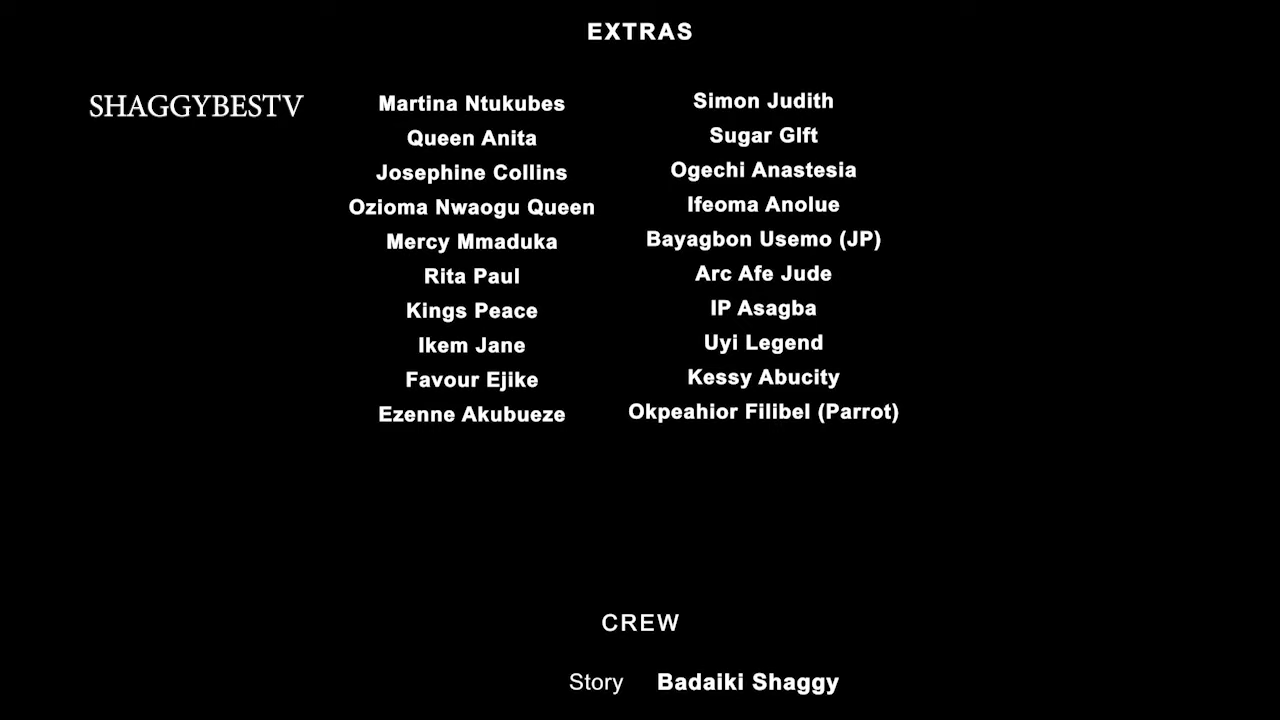 EXTRAS
SHAGGYBESTV
Martina Ntukubes
Queen Anita
Josephine Collins
Ozioma Nwaogu Queen
Mercy Mmaduka
Rita Paul
Kings Peace
Ikem Jane
Favour Ejike
Ezenne Akubueze
Simon Judith
Sugar GIft
Ogechi Anastesia
Ifeoma Anolue
Bayagbon Usemo (JP)
Arc Afe Jude
IP Asagba
Uyi Legend
Kessy Abucity
Okpeahior Filibel (Parrot)
CREW
Story Badaiki Shaggy